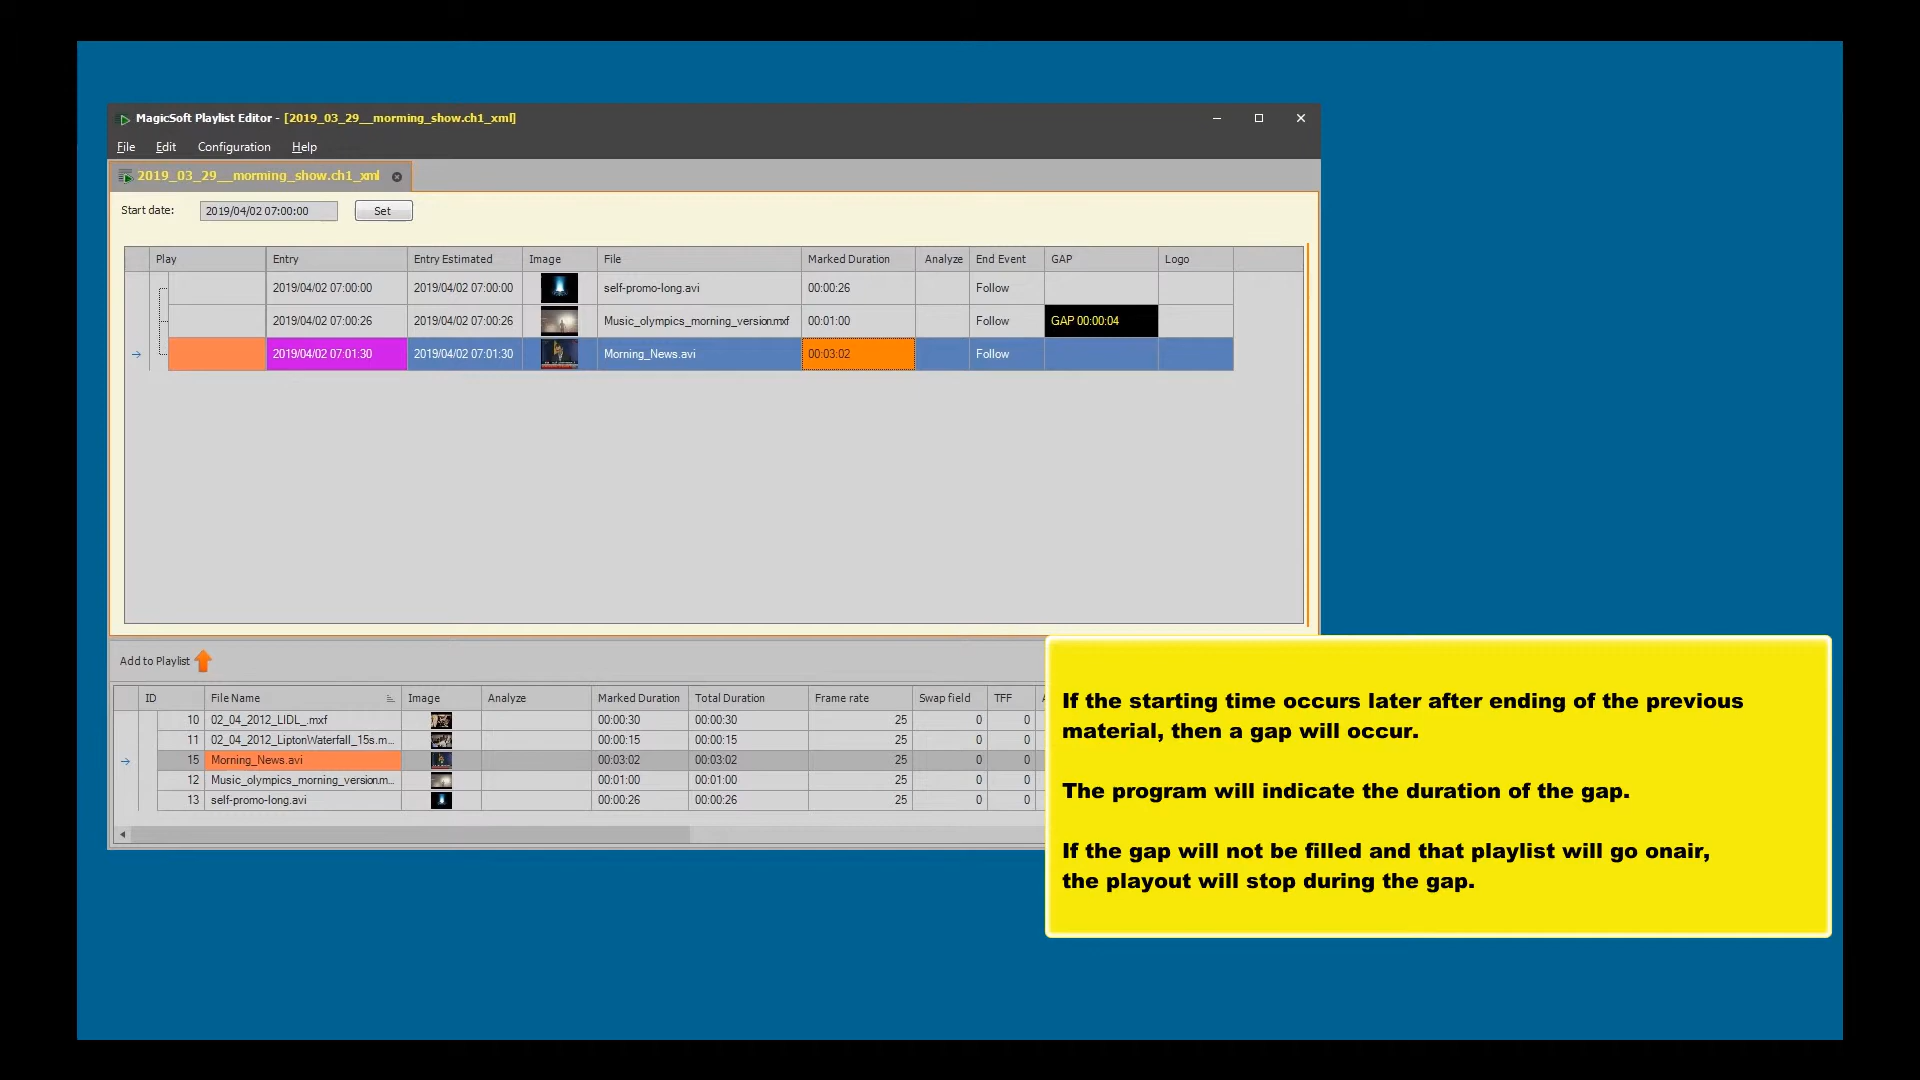 MagicSoft Playlist Editor - [2019_03_29__morming_show.ch1_xml]
File Edit Configuration Help
2019_03_29__morming_show.ch1_xml
Start date: 2019/04/02 07:00:00 Set
Play Entry Entry Estimated Image File Marked Duration Analyze End Event GAP Logo
2019/04/02 07:00:00 2019/04/02 07:00:00 self-promo-long.avi 00:00:26 Follow
2019/04/02 07:00:26 2019/04/02 07:00:26 Music_olympics_morning_version.mxf 00:01:00 Follow GAP 00:00:04
2019/04/02 07:01:30 2019/04/02 07:01:30 Morning_News.avi 00:03:02 Follow
Add to Playlist
ID File Name Image Analyze Marked Duration Total Duration Frame rate Swap field TFF
10 02_04_2012_LIDL_.mxf 00:00:30 00:00:30 25 0 0
11 02_04_2012_LiptonWaterfall_15s.m... 00:00:15 00:00:15 25 0 0
15 Morning_News.avi 00:03:02 00:03:02 25 0 0
12 Music_olympics_morning_version.m... 00:01:00 00:01:00 25 0 0
13 self-promo-long.avi 00:00:26 00:00:26 25 0 0
If the starting time occurs later after ending of the previous
material, then a gap will occur.
The program will indicate the duration of the gap.
If the gap will not be filled and that playlist will go onair,
the playout will stop during the gap.